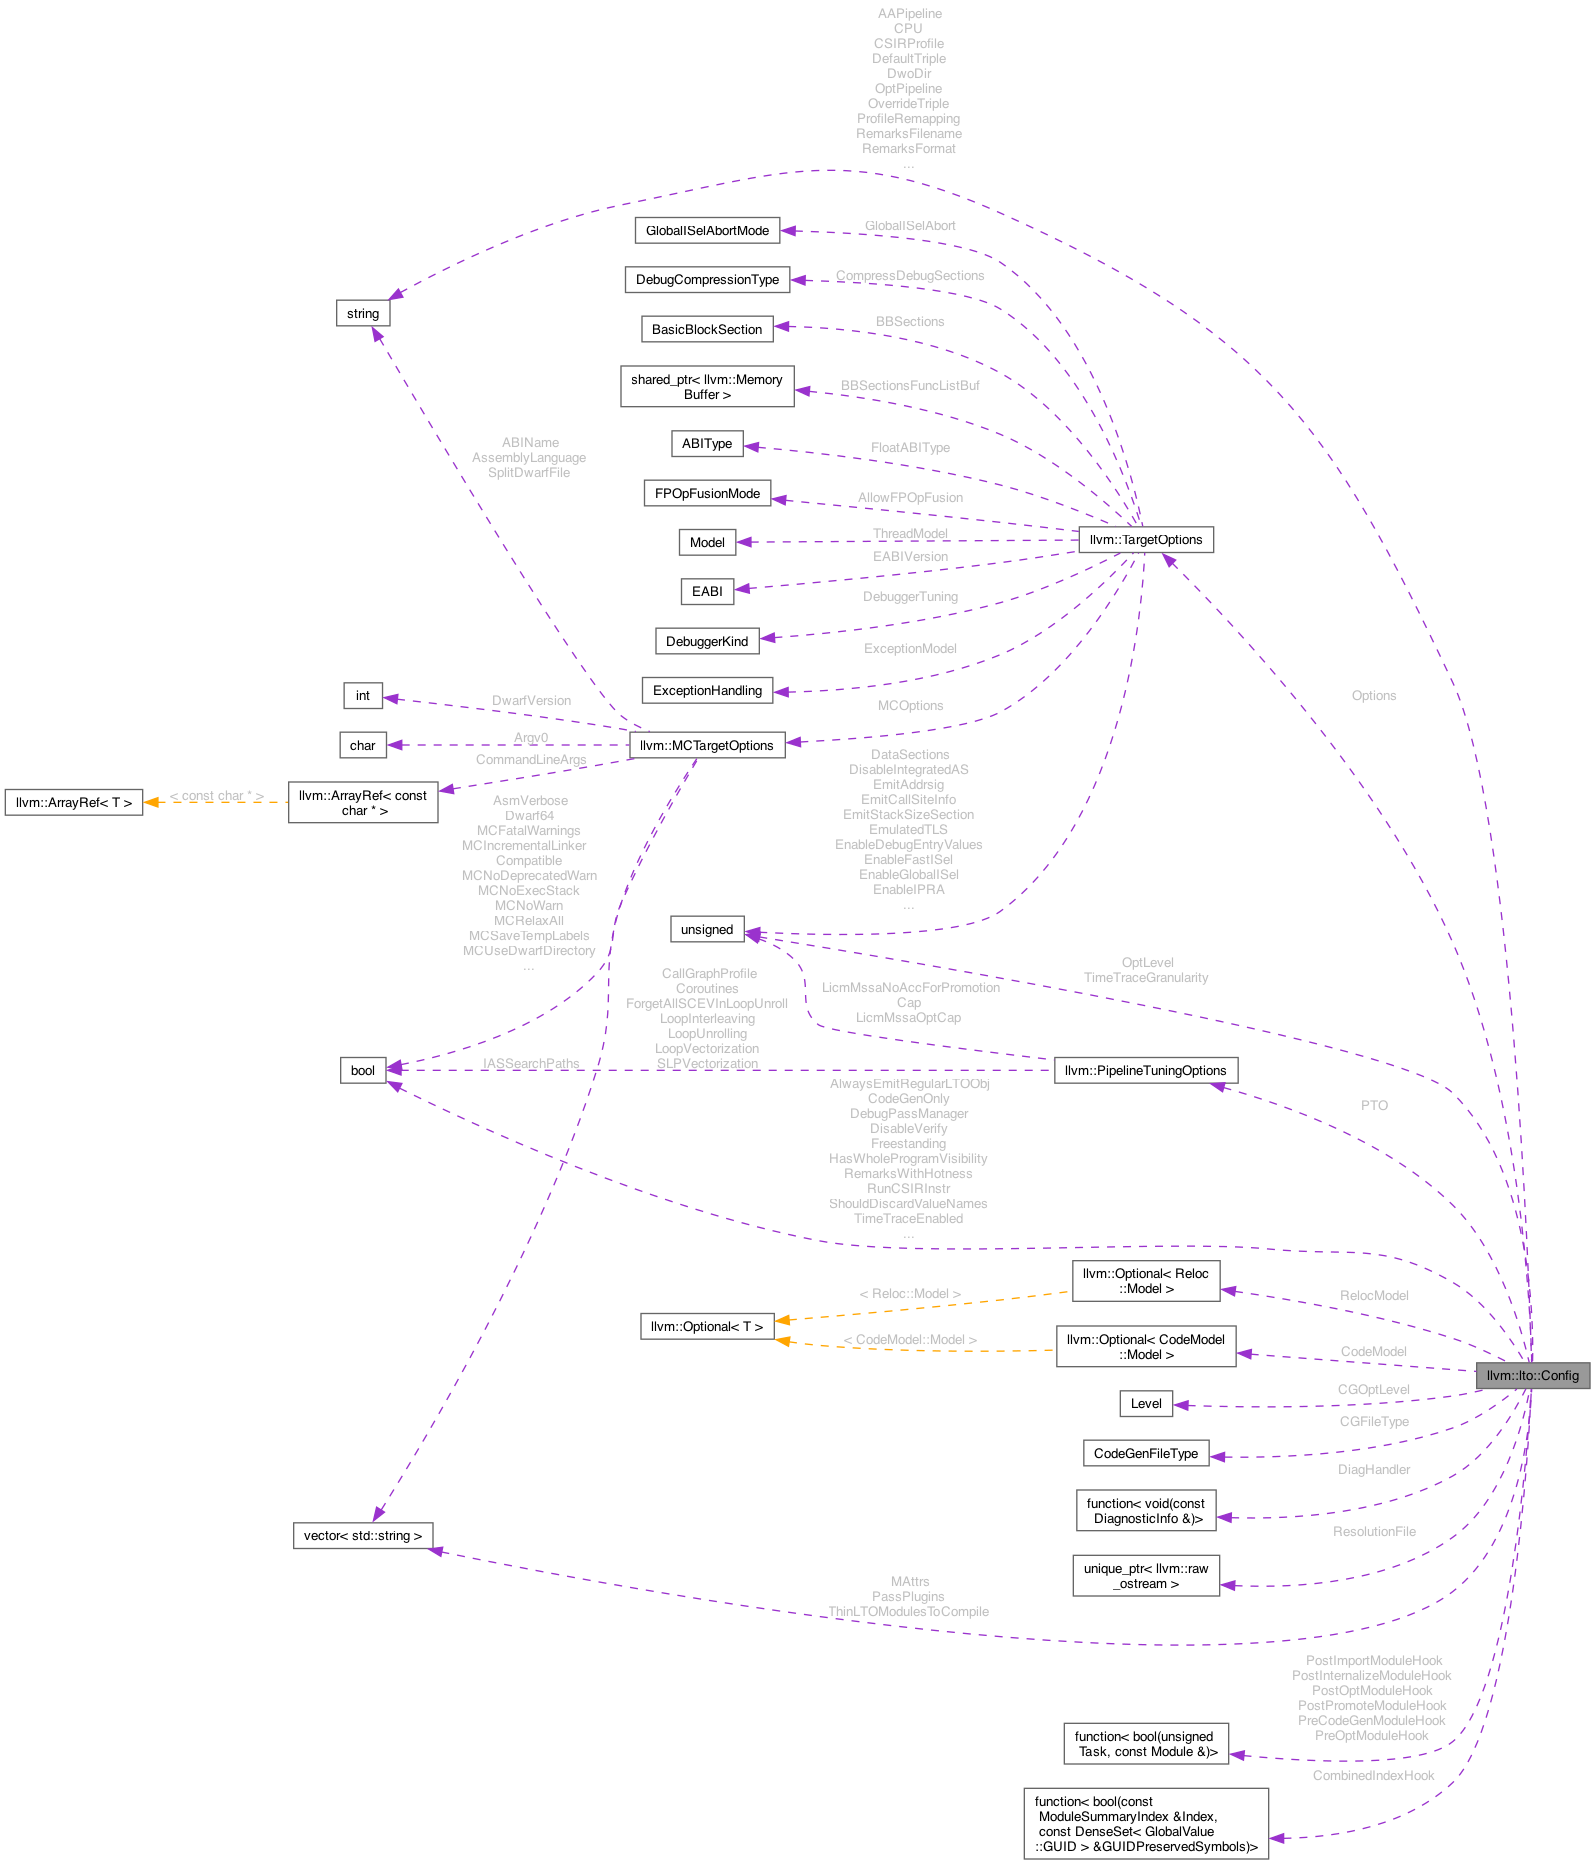 AAPipeline
CPU
CSIRProfile
DefaultTriple
DwoDir
OptPipeline
OverrideTriple
ProfileRemapping
RemarksFilename
RemarksFormat
...
GlobalISelAbortMode
GlobalISelAbort
DebugCompressionType
CompressDebugSections
string
BasicBlockSection
BBSections
shared_ptr< llvm::Memory
Buffer >
BBSectionsFuncListBuf
ABIName
AssemblyLanguage
SplitDwarfFile
ABIType
FloatABIType
FPOpFusionMode
AllowFPOpFusion
Model
ThreadModel
llvm::TargetOptions
EABI
EABIVersion
DebuggerKind
DebuggerTuning
ExceptionHandling
ExceptionModel
Options
int
DwarfVersion
MCOptions
char
Argv0
llvm::MCTargetOptions
CommandLineArgs
llvm::ArrayRef< T >
< const char * >
llvm::ArrayRef< const
char * >
DataSections
DisableIntegratedAS
EmitAddrsig
EmitCallSiteInfo
EmitStackSizeSection
EmulatedTLS
EnableDebugEntryValues
EnableFastISel
EnableGlobalISel
EnableIPRA
...
AsmVerbose
Dwarf64
MCFatalWarnings
MCIncrementalLinker
Compatible
MCNoDeprecatedWarn
MCNoExecStack
MCNoWarn
MCRelaxAll
MCSaveTempLabels
MCUseDwarfDirectory
...
unsigned
OptLevel
TimeTraceGranularity
CallGraphProfile
Coroutines
ForgetAllSCEVInLoopUnroll
LoopInterleaving
LoopUnrolling
LoopVectorization
SLPVectorization
LicmMssaNoAccForPromotion
Cap
LicmMssaOptCap
bool
IASSearchPaths
llvm::PipelineTuningOptions
PTO
AlwaysEmitRegularLTOObj
CodeGenOnly
DebugPassManager
DisableVerify
Freestanding
HasWholeProgramVisibility
RemarksWithHotness
RunCSIRInstr
ShouldDiscardValueNames
TimeTraceEnabled
...
llvm::Optional< Reloc
::Model >
< Reloc::Model >
RelocModel
llvm::Optional< T >
< CodeModel::Model >
llvm::Optional< CodeModel
::Model >
CodeModel
llvm::lto::Config
Level
CGOptLevel
CodeGenFileType
CGFileType
function< void(const
DiagnosticInfo &)>
DiagHandler
vector< std::string >
unique_ptr< llvm::raw
_ostream >
ResolutionFile
MAttrs
PassPlugins
ThinLTOModulesToCompile
PostImportModuleHook
PostInternalizeModuleHook
PostOptModuleHook
PostPromoteModuleHook
PreCodeGenModuleHook
PreOptModuleHook
function< bool(unsigned
Task, const Module &)>
CombinedIndexHook
function< bool(const
ModuleSummaryIndex &Index,
const DenseSet< GlobalValue
::GUID > &GUIDPreservedSymbols)>